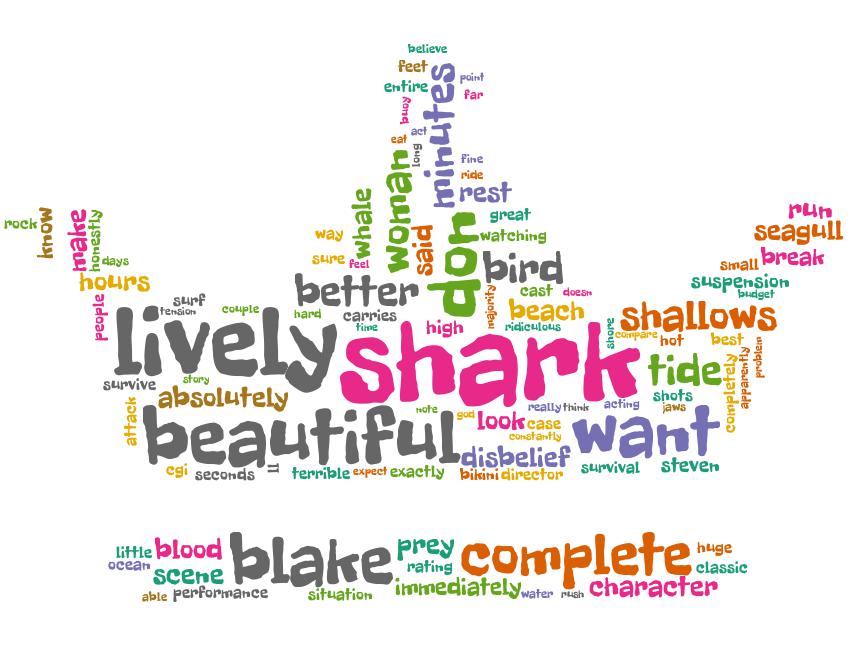 believe
feet
point
entire
minutes
far
buoy
act
eat
long
woman
fine
ride
rest
whale
great
don
said
watching
way
sure
feel
bird
rock
know
make
honestly
days
hours
people
run
seagull
small
break
suspension
budget
better
cast
doesn
majority
beach
surf
tension
couple
hard
carries
time
high
ridiculous
shore
shallows
compare
hot
best
lively
shark
tide
completely
apparently
problem
survive
story
absolutely
shots
jaws
attack
beautiful
note
god
look
case
constantly
really
think
acting
want
disbelief
cgi
seconds
ll
terrible
expect
exactly
bikini
director
survival
steven
little
blood
blake
prey
complete
huge
ocean
scene
rating
classic
able
performance
situation
immediately
water
rush
character